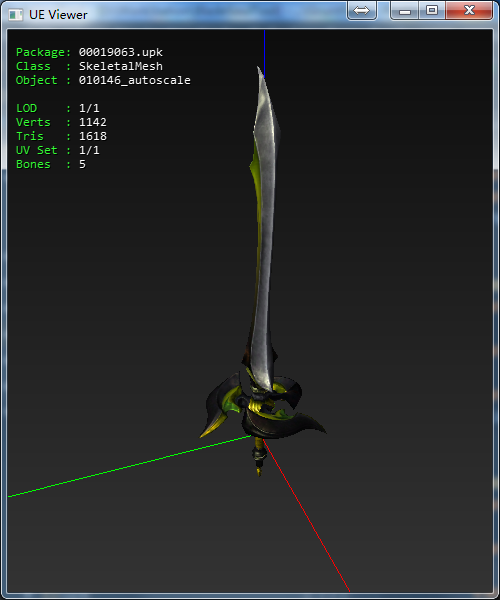 UE Viewer
Package: 00019063.upk
Class : SkeletalMesh
Object : 010146_autoscale
LOD : 1/1
Verts : 1142
Tris : 1618
UV Set : 1/1
Bones : 5